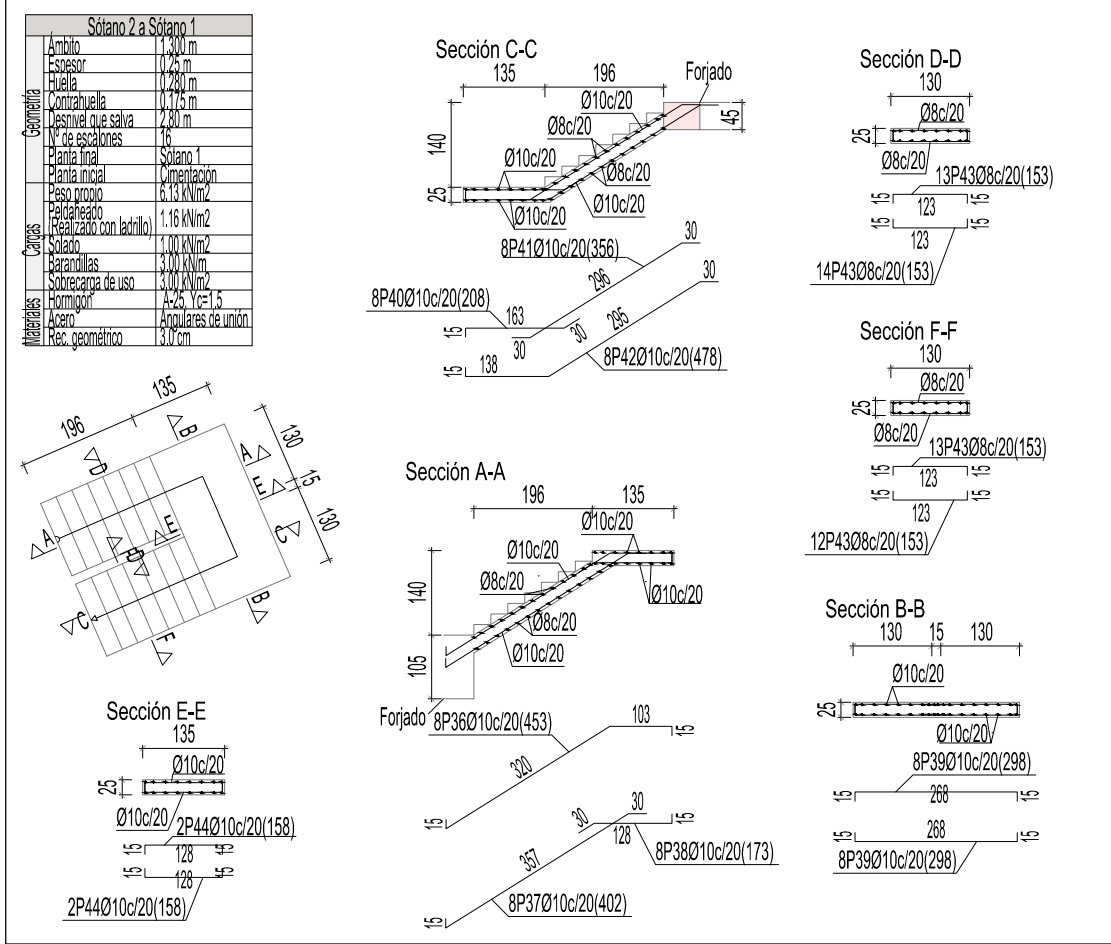 Sótano 2 a Sótano 1
Geometría
Ámbito 1.300 m
Espesor 0.25 m
Huella 0.280 m
Contrahuella 0.175 m
Desnivel que salva 2.80 m
Nº de escalones 16
Planta final Sótano 1
Planta inicial Cimentación
Cargas
Peso propio 6.13 kN/m2
Peldañeado
(Realizado con ladrillo) 1.16 kN/m2
Solado 1.00 kN/m2
Barandillas 3.00 kN/m
Sobrecarga de uso 3.00 kN/m2
Materiales
Hormigón A-25, Yc=1,5
Acero Angulares de unión
Rec. geométrico 3.0 cm
Sección C-C
135 196 Forjado
Ø10c/20
Ø8c/20
Ø10c/20
140
45
25
Ø8c/20
Ø10c/20
Ø10c/20
8P41Ø10c/20(356)
30
296
30
8P40Ø10c/20(208)
15
163
30
30
295
15
138
8P42Ø10c/20(478)
Sección D-D
130
Ø8c/20
25
Ø8c/20
13P43Ø8c/20(153)
15
123
15
15
123
15
14P43Ø8c/20(153)
Sección F-F
130
Ø8c/20
25
Ø8c/20
13P43Ø8c/20(153)
15
123
15
15
123
15
12P43Ø8c/20(153)
196
135
130
15
130
A
B
D
E
C
A
E
D
C
F
B
Sección A-A
196 135
Ø10c/20
Ø10c/20
Ø8c/20
140
Ø10c/20
Ø8c/20
Ø10c/20
105
Forjado
8P36Ø10c/20(453)
103
15
320
15
30
30
15
128
8P38Ø10c/20(173)
357
8P37Ø10c/20(402)
15
Sección B-B
130 15 130
Ø10c/20
25
Ø10c/20
8P39Ø10c/20(298)
15
268
15
268
15
15
8P39Ø10c/20(298)
Sección E-E
135
Ø10c/20
25
Ø10c/20
2P44Ø10c/20(158)
15
128
15
15
128
15
2P44Ø10c/20(158)